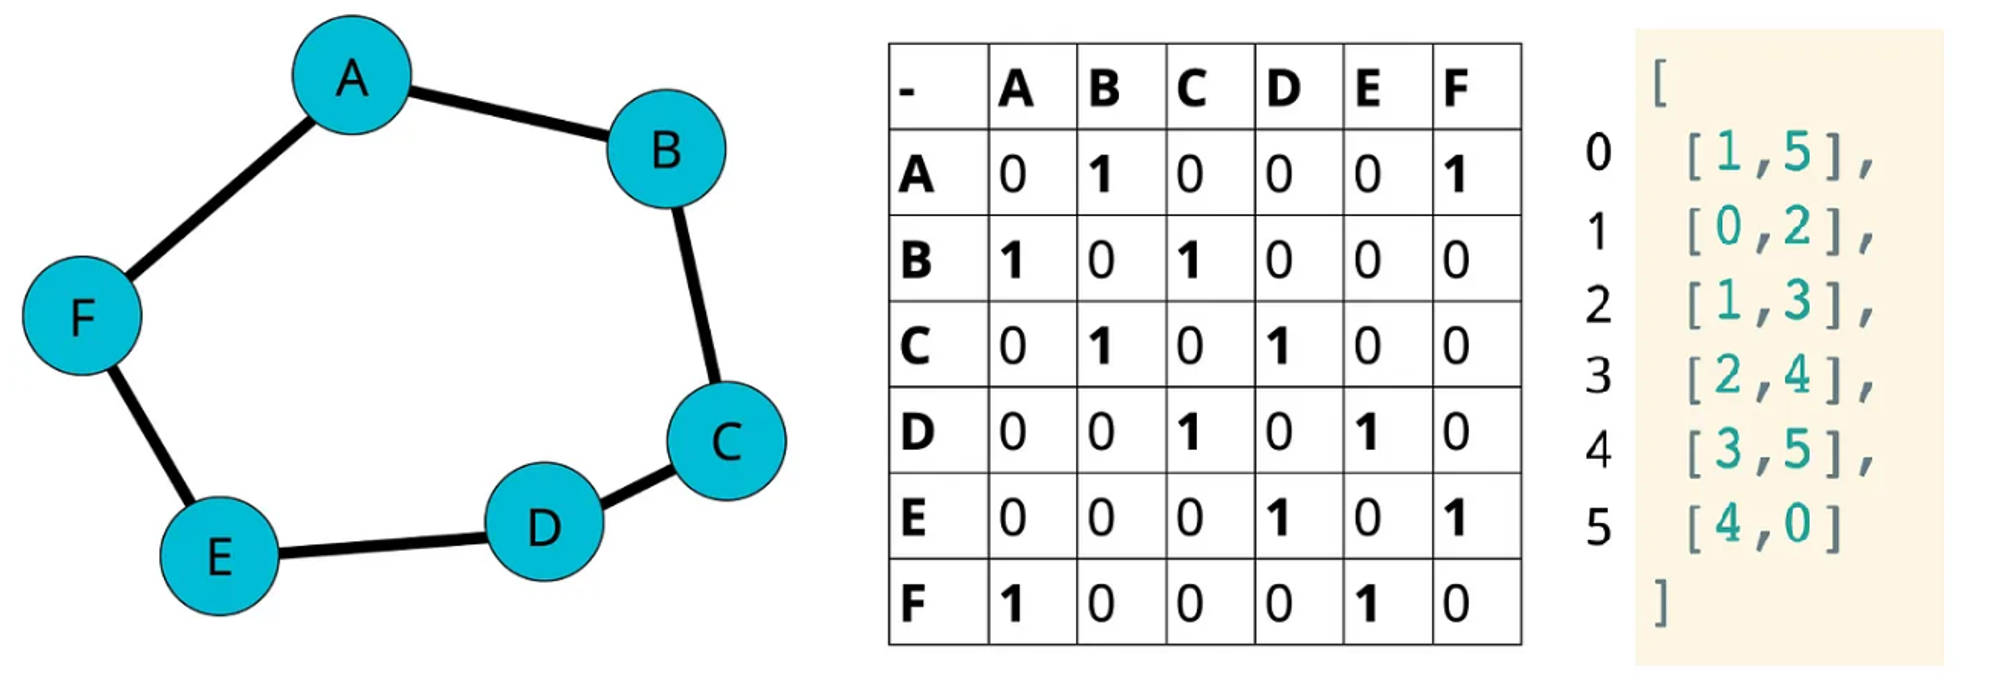 A
B
F
C
D
E
- A B C D E F
A 0 1 0 0 0 1
B 1 0 1 0 0 0
C 0 1 0 1 0 0
D 0 0 1 0 1 0
E 0 0 0 1 0 1
F 1 0 0 0 1 0
[
0 [1,5],
1 [0,2],
2 [1,3],
3 [2,4],
4 [3,5],
5 [4,0]
]